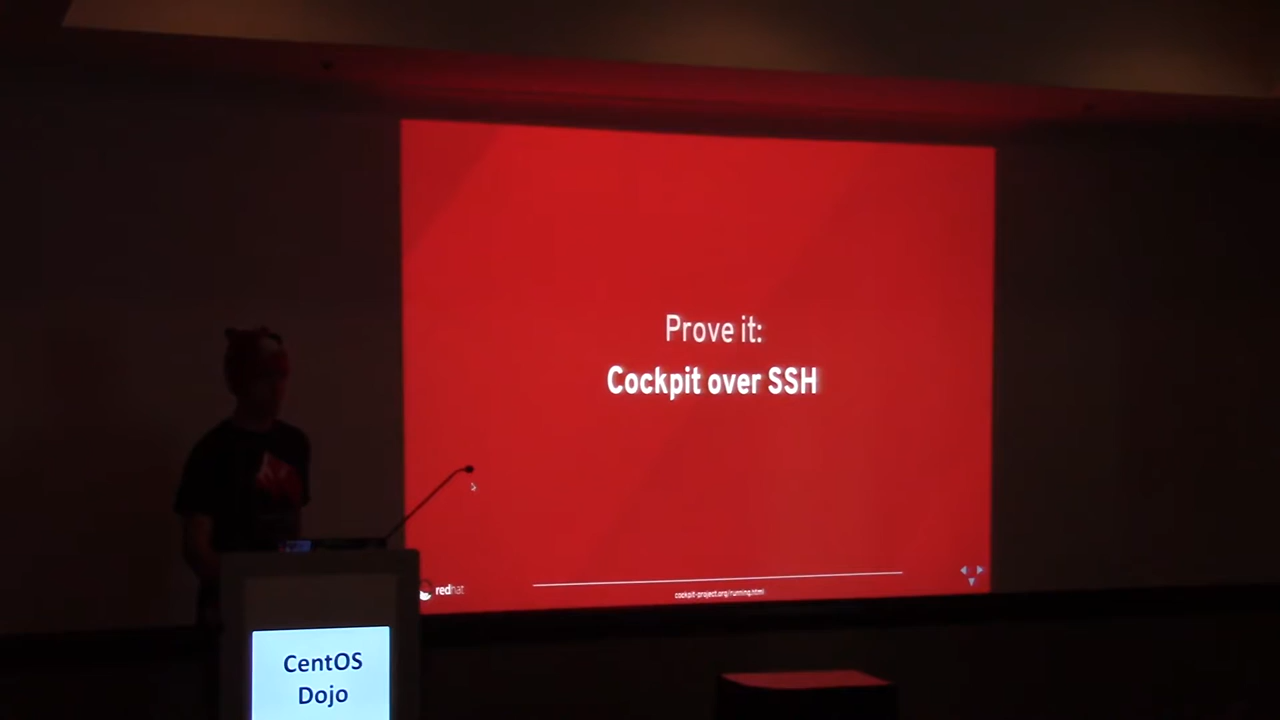 Prove it:
Cockpit over SSH
redhat
cockpit-project.org/running.html
CentOS
Dojo